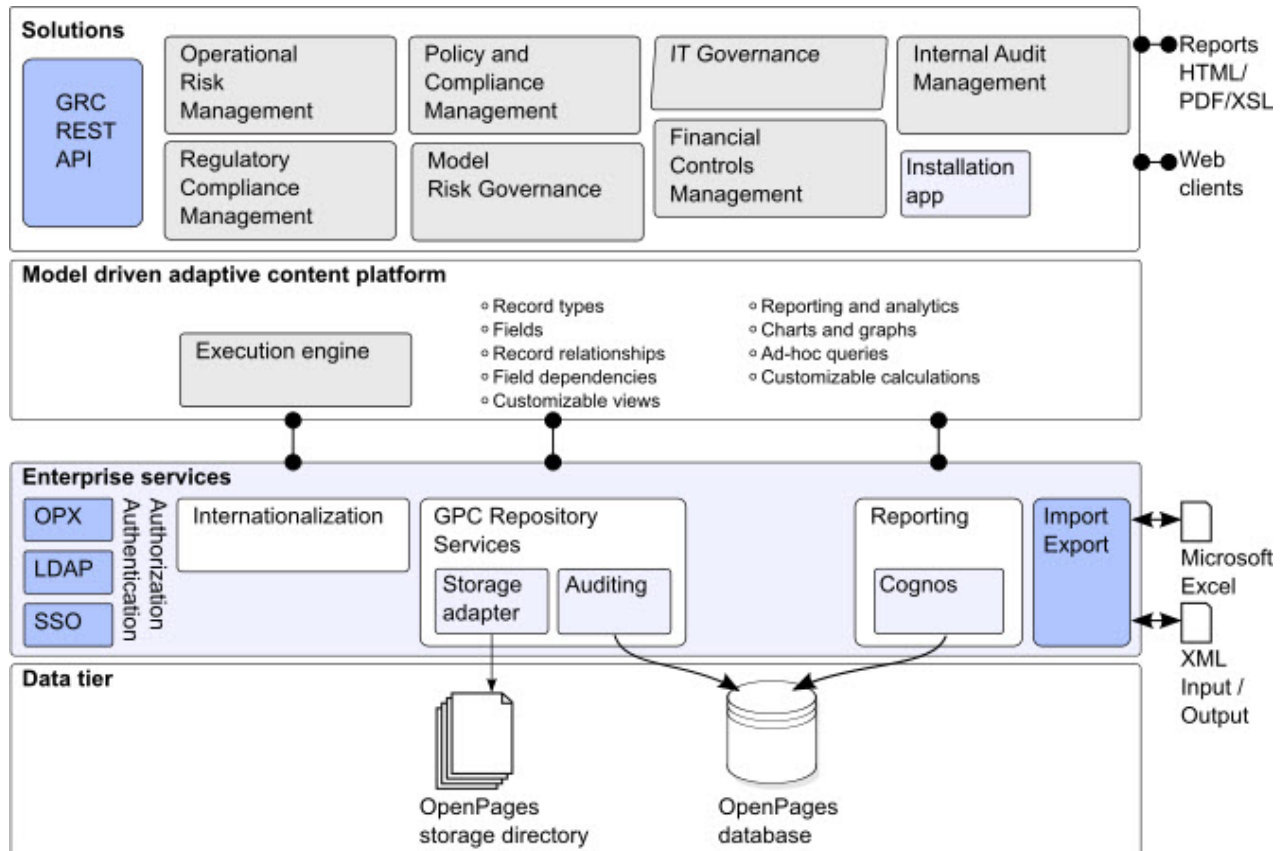 Solutions
GRC
REST
API
Operational
Risk
Management
Policy and
Compliance
Management
IT Governance
Internal Audit
Management
Regulatory
Compliance
Management
Model
Risk Governance
Financial
Controls
Management
Installation
app
Reports
HTML/
PDF/XSL
Web
clients
Model driven adaptive content platform
Execution engine
Record types
Fields
Record relationships
Field dependencies
Customizable views
Reporting and analytics
Charts and graphs
Ad-hoc queries
Customizable calculations
Enterprise services
OPX
LDAP
SSO
Authorization
Authentication
Internationalization
GPC Repository
Services
Storage
adapter
Auditing
Reporting
Cognos
Import
Export
Microsoft
Excel
XML
Input /
Output
Data tier
OpenPages
storage directory
OpenPages
database